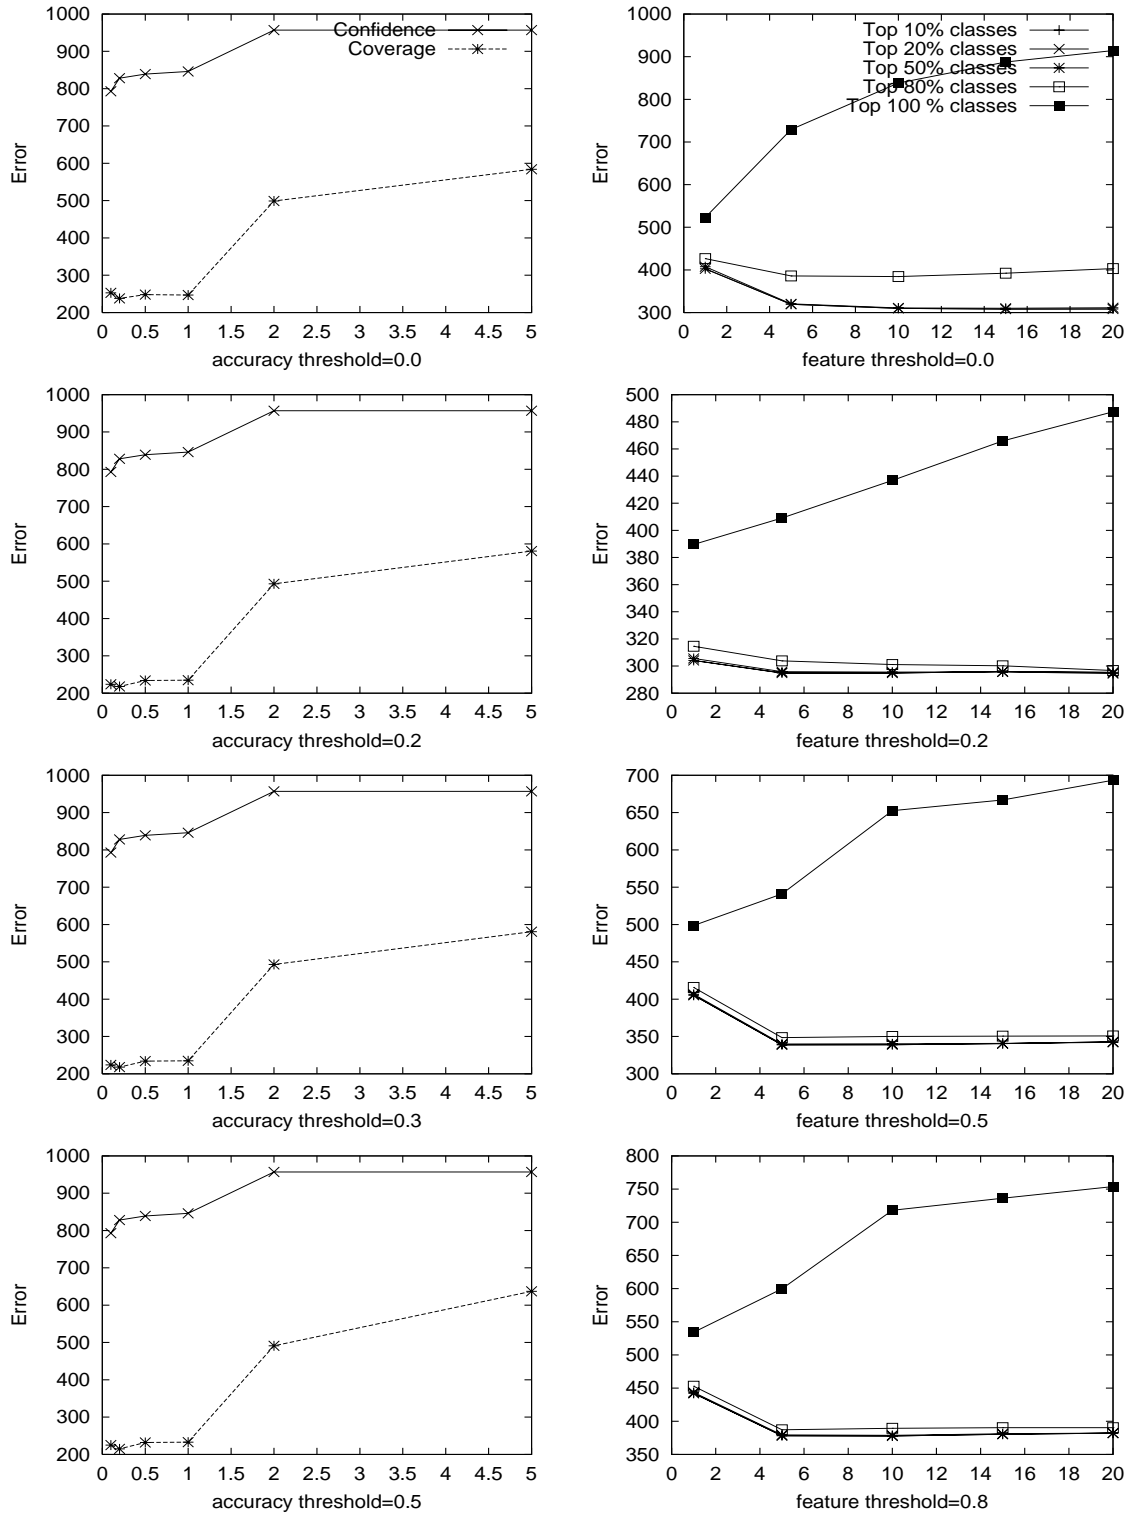 1000
900
800
700
600
500
400
300
200
Error
Confidence
Coverage
0 0.5 1 1.5 2 2.5 3 3.5 4 4.5 5
accuracy threshold=0.0
1000
900
800
700
600
500
400
300
Error
Top 10% classes
Top 20% classes
Top 50% classes
Top 80% classes
Top 100 % classes
0 2 4 6 8 10 12 14 16 18 20
feature threshold=0.0
1000
900
800
700
600
500
400
300
200
Error
0 0.5 1 1.5 2 2.5 3 3.5 4 4.5 5
accuracy threshold=0.2
500
480
460
440
420
400
380
360
340
320
300
280
Error
0 2 4 6 8 10 12 14 16 18 20
feature threshold=0.2
1000
900
800
700
600
500
400
300
200
Error
0 0.5 1 1.5 2 2.5 3 3.5 4 4.5 5
accuracy threshold=0.3
700
650
600
550
500
450
400
350
300
Error
0 2 4 6 8 10 12 14 16 18 20
feature threshold=0.5
1000
900
800
700
600
500
400
300
200
Error
0 0.5 1 1.5 2 2.5 3 3.5 4 4.5 5
accuracy threshold=0.5
800
750
700
650
600
550
500
450
400
350
Error
0 2 4 6 8 10 12 14 16 18 20
feature threshold=0.8